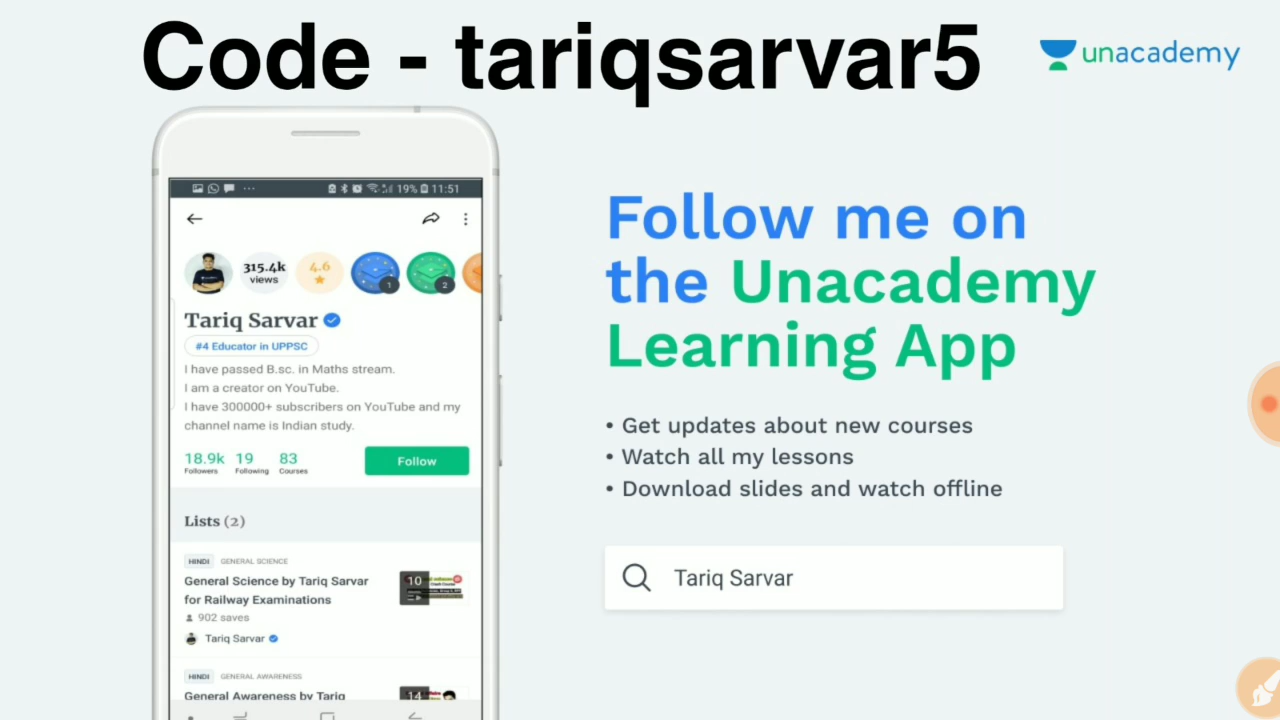 Code - tariqsarvar5
unacademy
19% 11:51
315.4k
views
4.6
1
2
Tariq Sarvar
#4 Educator in UPPSC
I have passed B.sc. in Maths stream.
I am a creator on YouTube.
I have 300000+ subscribers on YouTube and my
channel name is Indian study.
18.9k 19 83
Followers Following Courses
Follow
Lists (2)
HINDI GENERAL SCIENCE
General Science by Tariq Sarvar
for Railway Examinations
10
902 saves
Tariq Sarvar
HINDI GENERAL AWARENESS
General Awareness by Tariq
14
Follow me on
the Unacademy
Learning App
• Get updates about new courses
• Watch all my lessons
• Download slides and watch offline
Tariq Sarvar